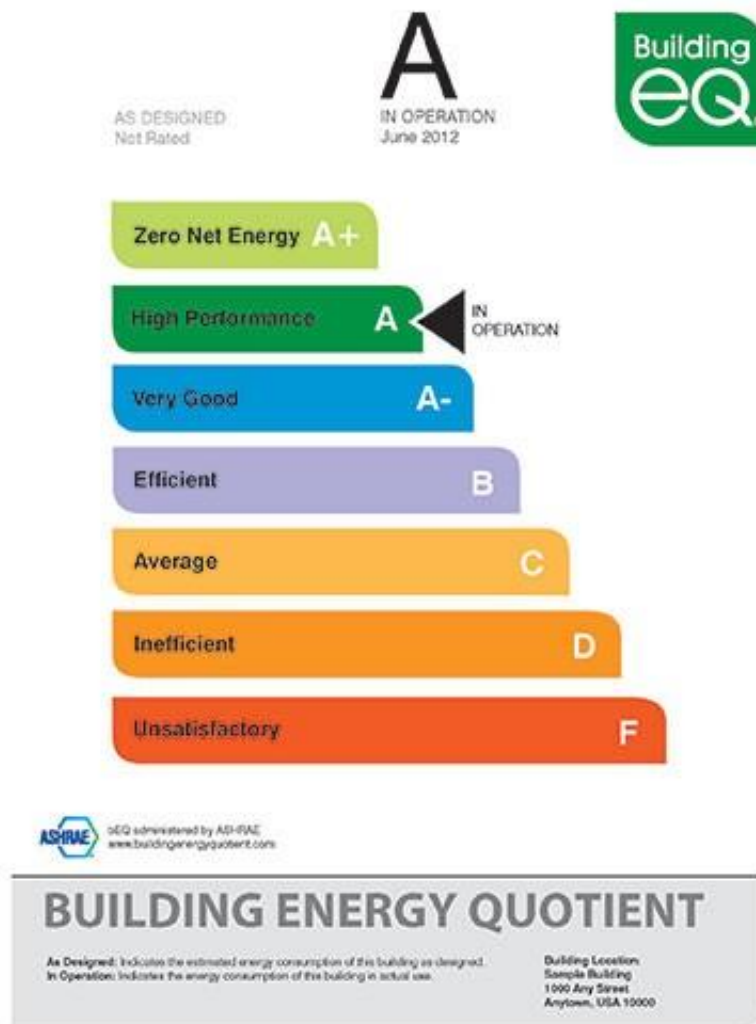 A
Building
eQ
AS DESIGNED
Not Rated
IN OPERATION
June 2012
Zero Net Energy A+
High Performance A
IN
OPERATION
Very Good A-
Efficient B
Average C
Inefficient D
Unsatisfactory F
ASHRAE
bEQ administered by ASHRAE
www.buildingenergyquotient.com
BUILDING ENERGY QUOTIENT
As Designed: Indicates the estimated energy consumption of this building as designed.
In Operation: Indicates the energy consumption of this building in actual use.
Building Location:
Sample Building
1000 Any Street
Anytown, USA 10000